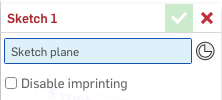 Sketch 1
Sketch plane
Disable imprinting